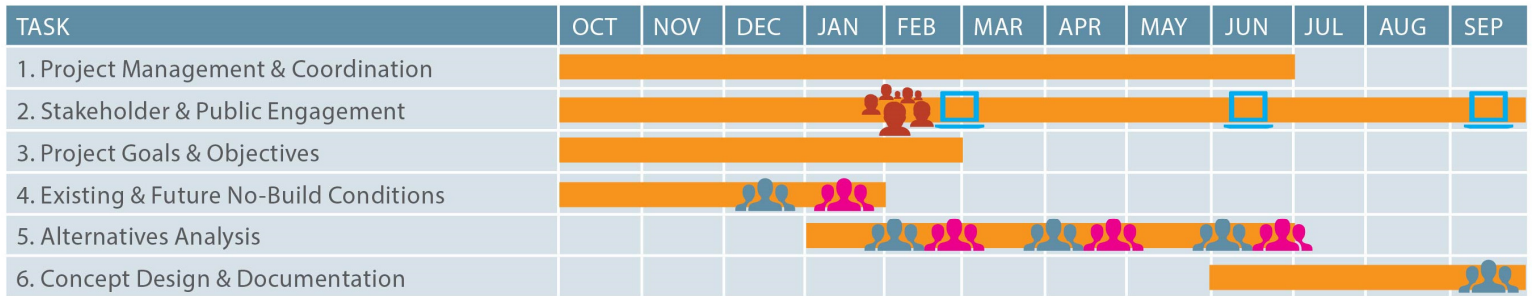 TASK OCT NOV DEC JAN FEB MAR APR MAY JUN JUL AUG SEP
1. Project Management & Coordination
2. Stakeholder & Public Engagement
3. Project Goals & Objectives
4. Existing & Future No-Build Conditions
5. Alternatives Analysis
6. Concept Design & Documentation